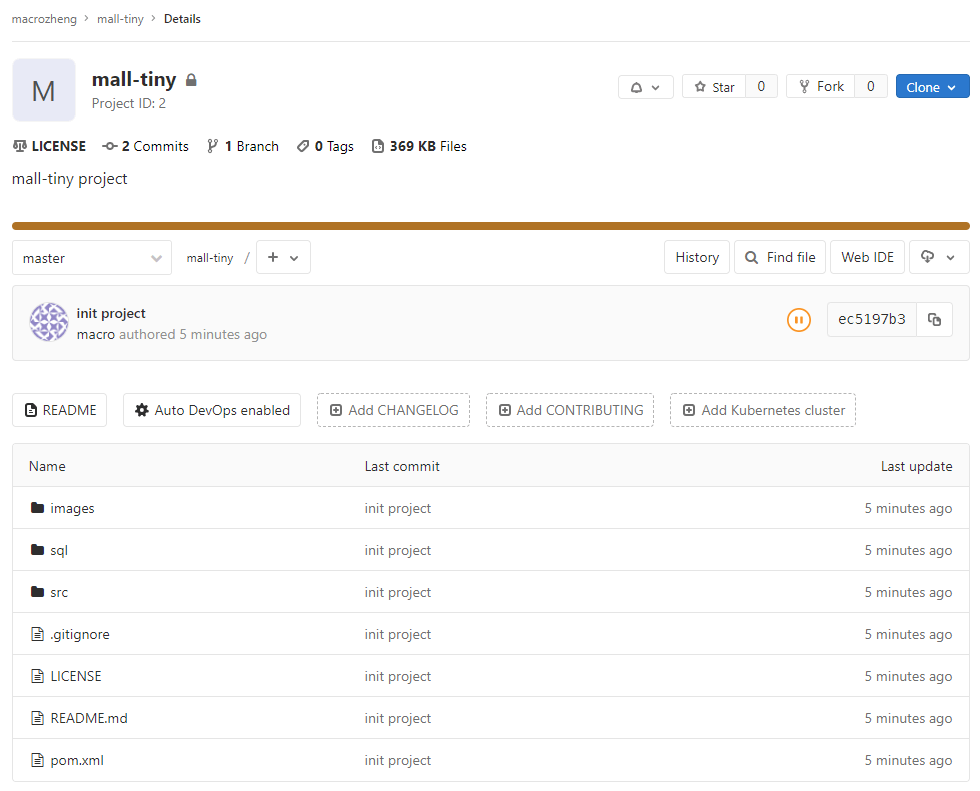 macrozheng > mall-tiny > Details
M
mall-tiny
Project ID: 2
Star 0 Fork 0 Clone
LICENSE 2 Commits 1 Branch 0 Tags 369 KB Files
mall-tiny project
master mall-tiny / + History Find file Web IDE
init project
macro authored 5 minutes ago
ec5197b3
README Auto DevOps enabled Add CHANGELOG Add CONTRIBUTING Add Kubernetes cluster
Name Last commit Last update
images init project 5 minutes ago
sql init project 5 minutes ago
src init project 5 minutes ago
.gitignore init project 5 minutes ago
LICENSE init project 5 minutes ago
README.md init project 5 minutes ago
pom.xml init project 5 minutes ago